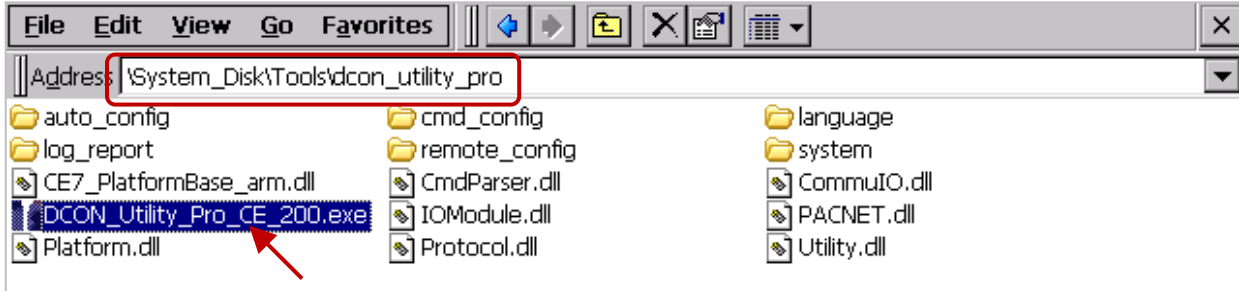 File Edit View Go Favorites
Address \System_Disk\Tools\dcon_utility_pro
auto_config cmd_config language
log_report remote_config system
CE7_PlatformBase_arm.dll CmdParser.dll CommuIO.dll
DCON_Utility_Pro_CE_200.exe IOModule.dll PACNET.dll
Platform.dll Protocol.dll Utility.dll